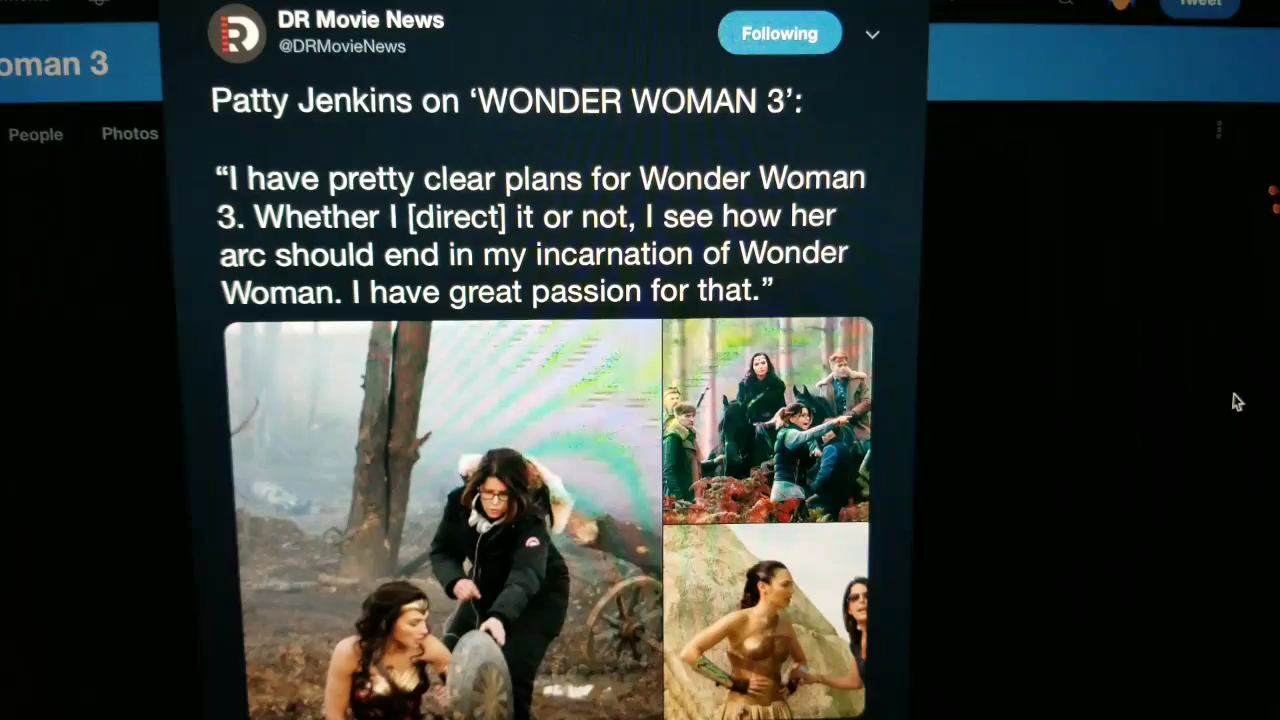 DR Movie News
@DRMovieNews
Following
Tweet
oman 3
People
Photos
Patty Jenkins on ‘WONDER WOMAN 3’:
“I have pretty clear plans for Wonder Woman
3. Whether I [direct] it or not, I see how her
arc should end in my incarnation of Wonder
Woman. I have great passion for that.”